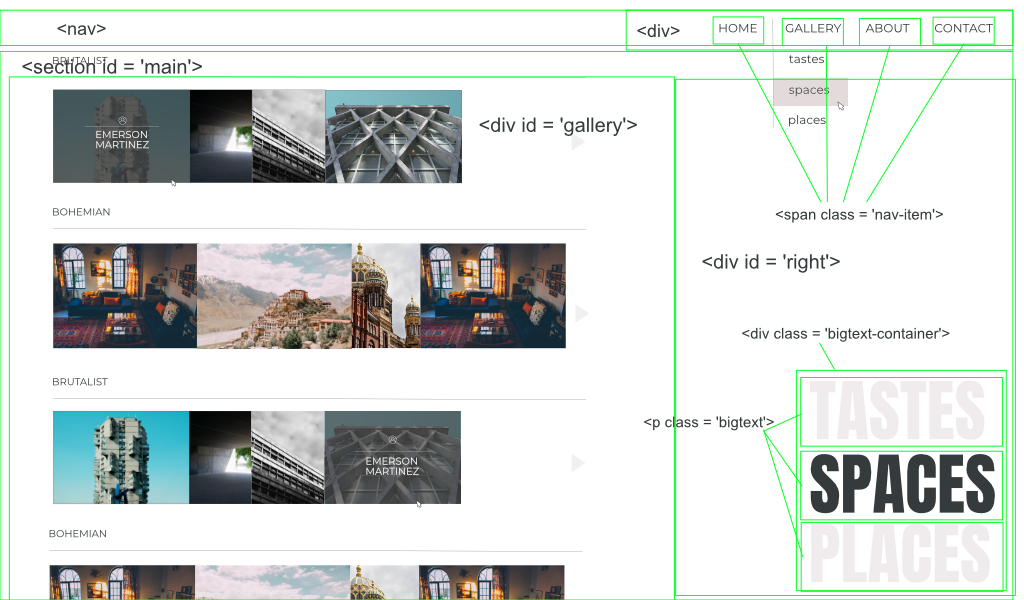 <nav>
<div>
HOME
GALLERY
ABOUT
CONTACT
<section id = 'main'>
BRUTALIST
tastes
spaces
places
EMERSON
MARTINEZ
<div id = 'gallery'>
BOHEMIAN
<span class = 'nav-item'>
<div id = 'right'>
<div class = 'bigtext-container'>
BRUTALIST
TASTES
<p class = 'bigtext'>
EMERSON
MARTINEZ
SPACES
BOHEMIAN
PLACES